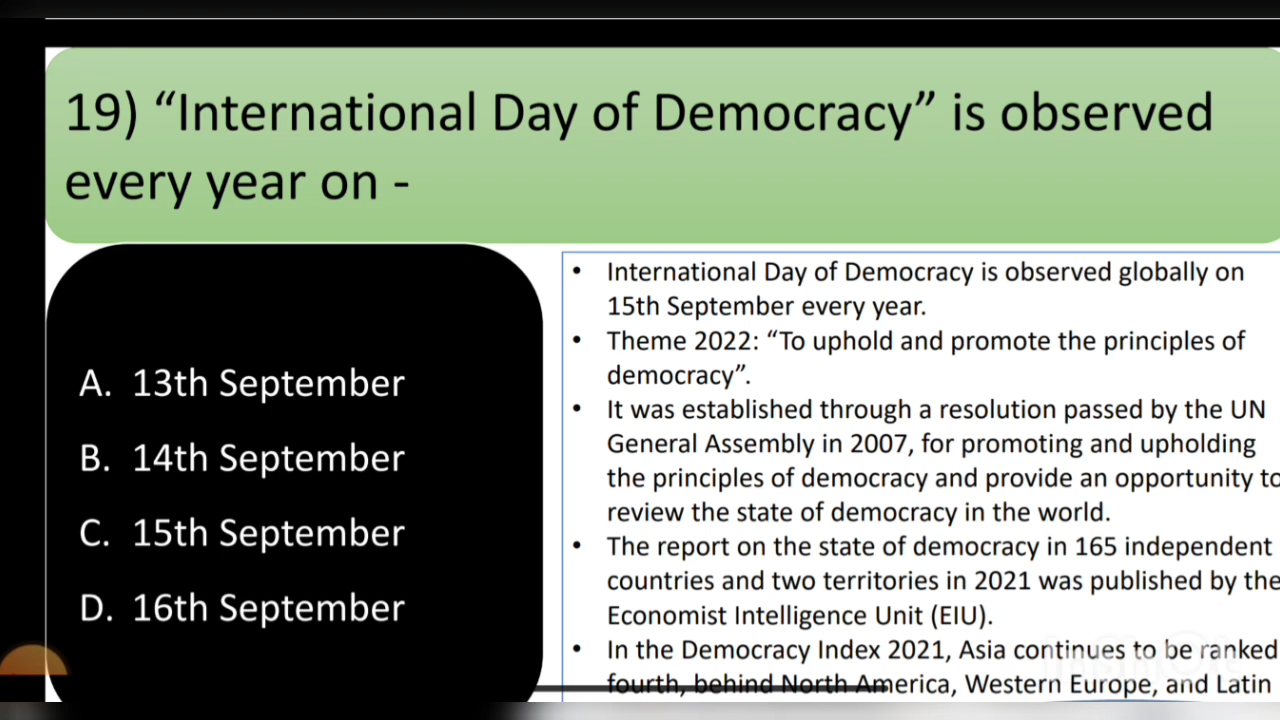 19) “International Day of Democracy” is observed
every year on -
A. 13th September
B. 14th September
C. 15th September
D. 16th September
• International Day of Democracy is observed globally on
15th September every year.
• Theme 2022: “To uphold and promote the principles of
democracy”.
• It was established through a resolution passed by the UN
General Assembly in 2007, for promoting and upholding
the principles of democracy and provide an opportunity to
review the state of democracy in the world.
• The report on the state of democracy in 165 independent
countries and two territories in 2021 was published by the
Economist Intelligence Unit (EIU).
• In the Democracy Index 2021, Asia continues to be ranked
fourth, behind North America, Western Europe, and Latin